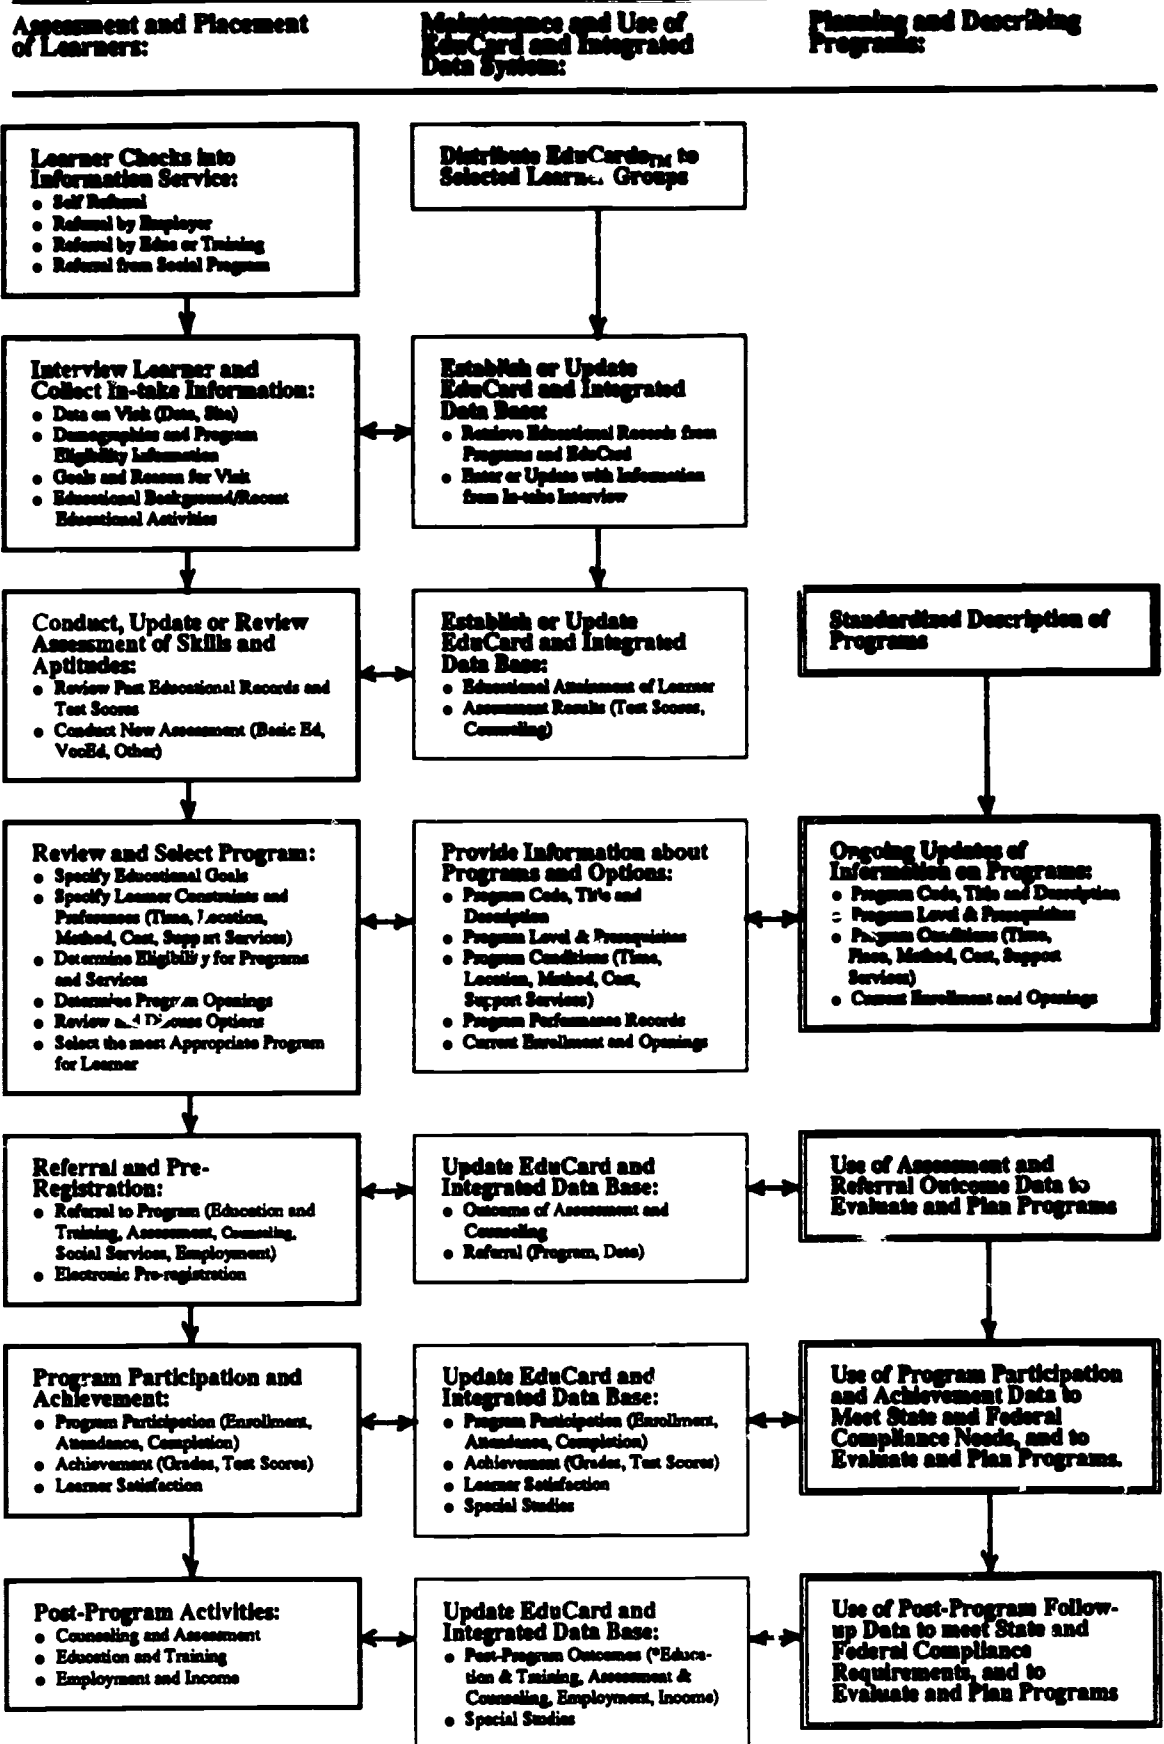 Assessment and Placement
of Learners:
Maintenance and Use of
EduCard and Integrated
Data System:
Planning and Describing
Programs:
Learner Checks into
Information Service:
• Self Referral
• Referral by Employer
• Referral by Educ or Training
• Referral from Social Program
Distribute EduCards TM to
Selected Learner Groups
Interview Learner and
Collect In-take Information:
• Data on Visit (Date, Site)
• Demographics and Program
Eligibility Information
• Goals and Reason for Visit
• Educational Background/Recent
Educational Activities
Establish or Update
EduCard and Integrated
Data Base:
• Retrieve Educational Records from
Programs and EduCard
• Enter or Update with Information
from In-take Interview
Conduct, Update or Review
Assessment of Skills and
Aptitudes:
• Review Past Educational Records and
Test Scores
• Conduct New Assessment (Basic Ed,
VocEd, Other)
Establish or Update
EduCard and Integrated
Data Base:
• Educational Attainment of Learner
• Assessment Results (Test Scores,
Counseling)
Standardized Description of
Programs
Review and Select Program:
• Specify Educational Goals
• Specify Learner Constraints and
Preferences (Time, Location,
Method, Cost, Support Services)
• Determine Eligibility for Programs
and Services
• Determine Program Openings
• Review and Discuss Options
• Select the most Appropriate Program
for Learner
Provide Information about
Programs and Options:
• Program Code, Title and
Description
• Program Level & Prerequisites
• Program Conditions (Time,
Location, Method, Cost,
Support Services)
• Program Performance Records
• Current Enrollment and Openings
Ongoing Updates of
Information on Programs:
• Program Code, Title and Description
• Program Level & Prerequisites
• Program Conditions (Time,
Place, Method, Cost, Support
Services)
• Current Enrollment and Openings
Referral and Pre-
Registration:
• Referral to Program (Education and
Training, Assessment, Counseling,
Social Services, Employment)
• Electronic Pre-registration
Update EduCard and
Integrated Data Base:
• Outcome of Assessment and
Counseling
• Referral (Program, Date)
Use of Assessment and
Referral Outcome Data to
Evaluate and Plan Programs
Program Participation and
Achievement:
• Program Participation (Enrollment,
Attendance, Completion)
• Achievement (Grades, Test Scores)
• Learner Satisfaction
Update EduCard and
Integrated Data Base:
• Program Participation (Enrollment,
Attendance, Completion)
• Achievement (Grades, Test Scores)
• Learner Satisfaction
• Special Studies
Use of Program Participation
and Achievement Data to
Meet State and Federal
Compliance Needs, and to
Evaluate and Plan Programs.
Post-Program Activities:
• Counseling and Assessment
• Education and Training
• Employment and Income
Update EduCard and
Integrated Data Base:
• Post-Program Outcomes (*Educa-
tion & Training, Assessment &
Counseling, Employment, Income)
• Special Studies
Use of Post-Program Follow-
up Data to meet State and
Federal Compliance
Requirements, and to
Evaluate and Plan Programs